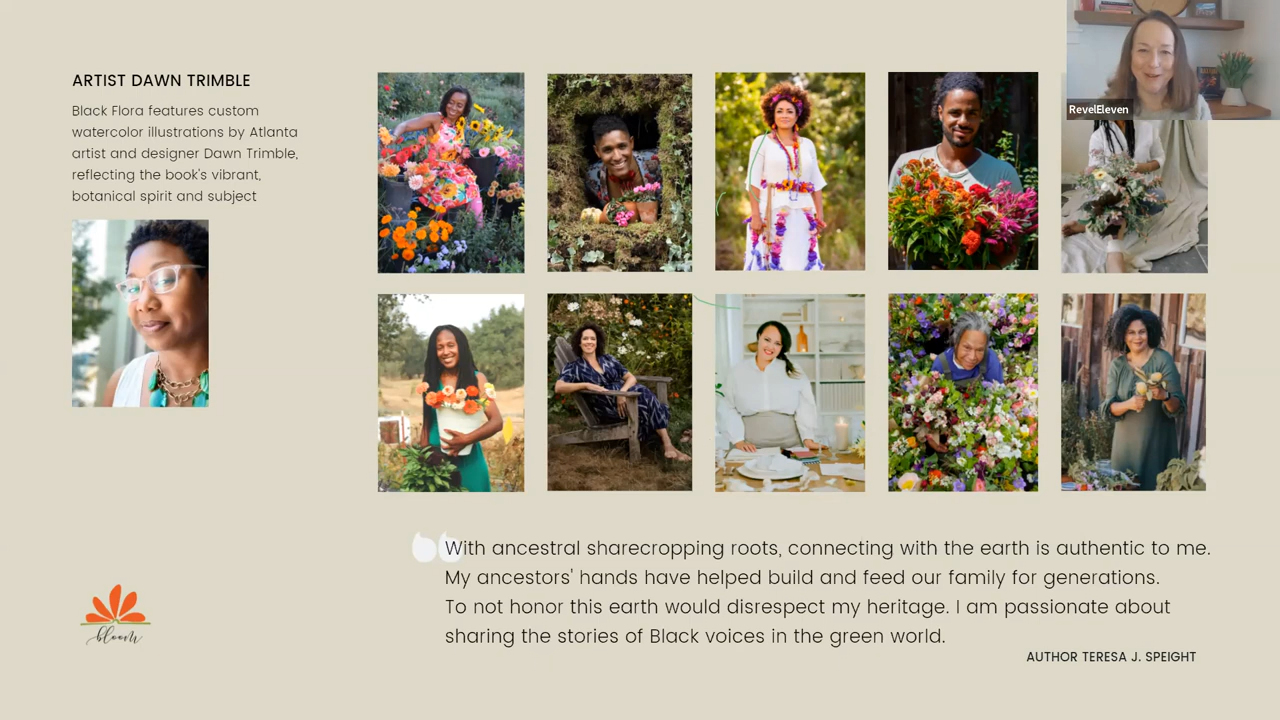 ARTIST DAWN TRIMBLE
Black Flora features custom
watercolor illustrations by Atlanta
artist and designer Dawn Trimble,
reflecting the book's vibrant,
botanical spirit and subject
RevelEleven
With ancestral sharecropping roots, connecting with the earth is authentic to me.
My ancestors' hands have helped build and feed our family for generations.
To not honor this earth would disrespect my heritage. I am passionate about
sharing the stories of Black voices in the green world.
AUTHOR TERESA J. SPEIGHT
bloom